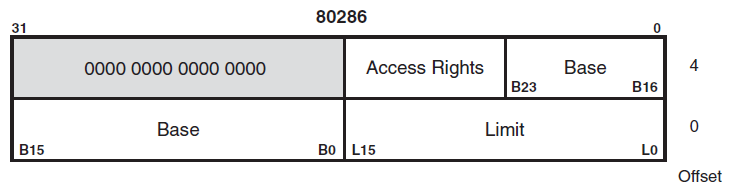 80286
31 0
0000 0000 0000 0000 Access Rights Base 4
B23 B16
Base Limit 0
B15 B0 L15 L0
Offset